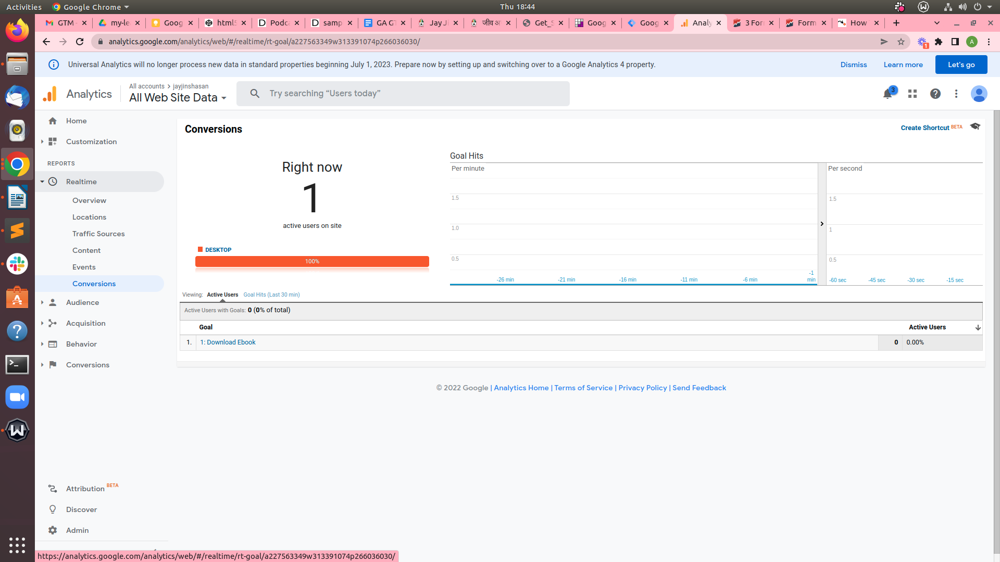 Activities
Google Chrome
Thu 18:44
GTM -
my-le
Goog
html5
Podca
samp
GA GT
Jay Ji
जीव अ
Get_S
Goog
Goog
Analy
3 For
Form
How
analytics.google.com/analytics/web/#/realtime/rt-goal/a227563349w313391074p266036030/
1
A
Universal Analytics will no longer process new data in standard properties beginning July 1, 2023. Prepare now by setting up and switching over to a Google Analytics 4 property.
Dismiss
Learn more
Let's go
Analytics
All accounts > jayjinshasan
All Web Site Data
Try searching “Users today”
3
Home
Customization
REPORTS
Realtime
Overview
Locations
Traffic Sources
Content
Events
Conversions
Audience
Acquisition
Behavior
Conversions
Attribution BETA
Discover
Admin
Conversions
Create Shortcut BETA
Right now
1
active users on site
DESKTOP
100%
Goal Hits
Per minute
1.5
1.0
0.5
-26 min
-21 min
-16 min
-11 min
-6 min
-1
min
Per second
1.5
1
0.5
-60 sec
-45 sec
-30 sec
-15 sec
Viewing: Active Users Goal Hits (Last 30 min)
Active Users with Goals: 0 (0% of total)
Goal
Active Users
1. 1: Download Ebook 0 0.00%
© 2022 Google | Analytics Home | Terms of Service | Privacy Policy | Send Feedback
https://analytics.google.com/analytics/web/#/realtime/rt-goal/a227563349w313391074p266036030/